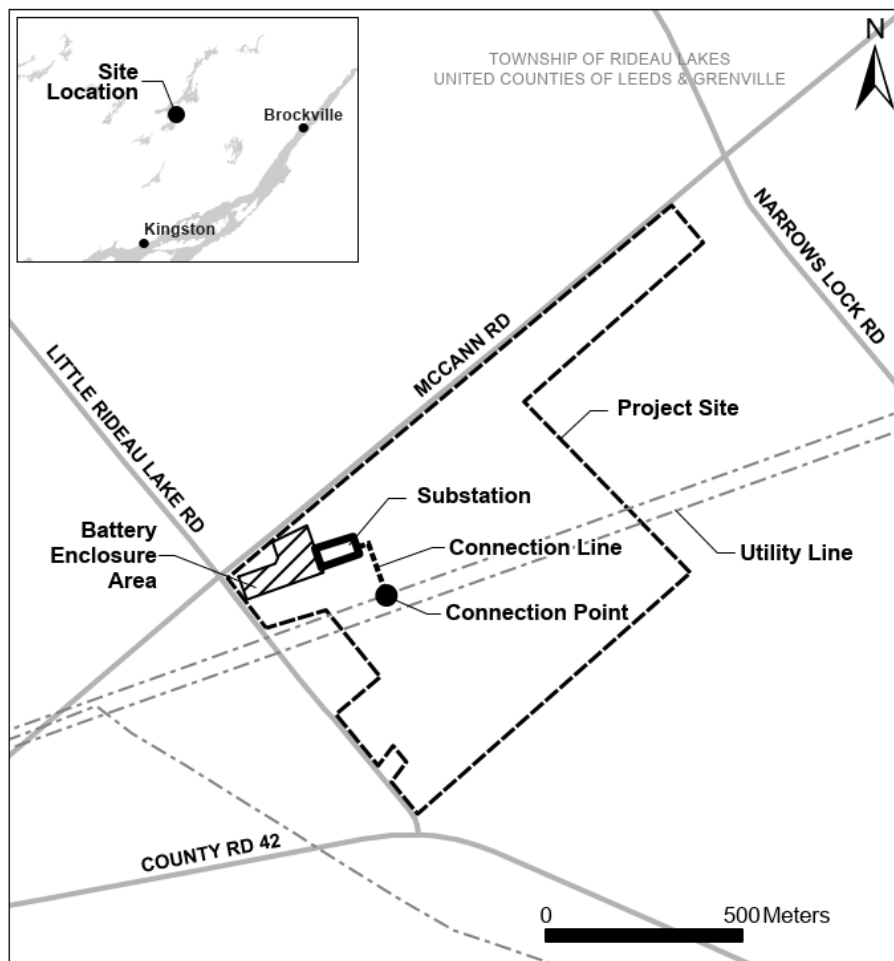 Site
Location
Brockville
Kingston
TOWNSHIP OF RIDEAU LAKES
UNITED COUNTIES OF LEEDS & GRENVILLE
N
NARROWS LOCK RD
MCCANN RD
LITTLE RIDEAU LAKE RD
Project Site
Substation
Battery
Enclosure
Area
Connection Line
Utility Line
Connection Point
COUNTY RD 42
0
500 Meters